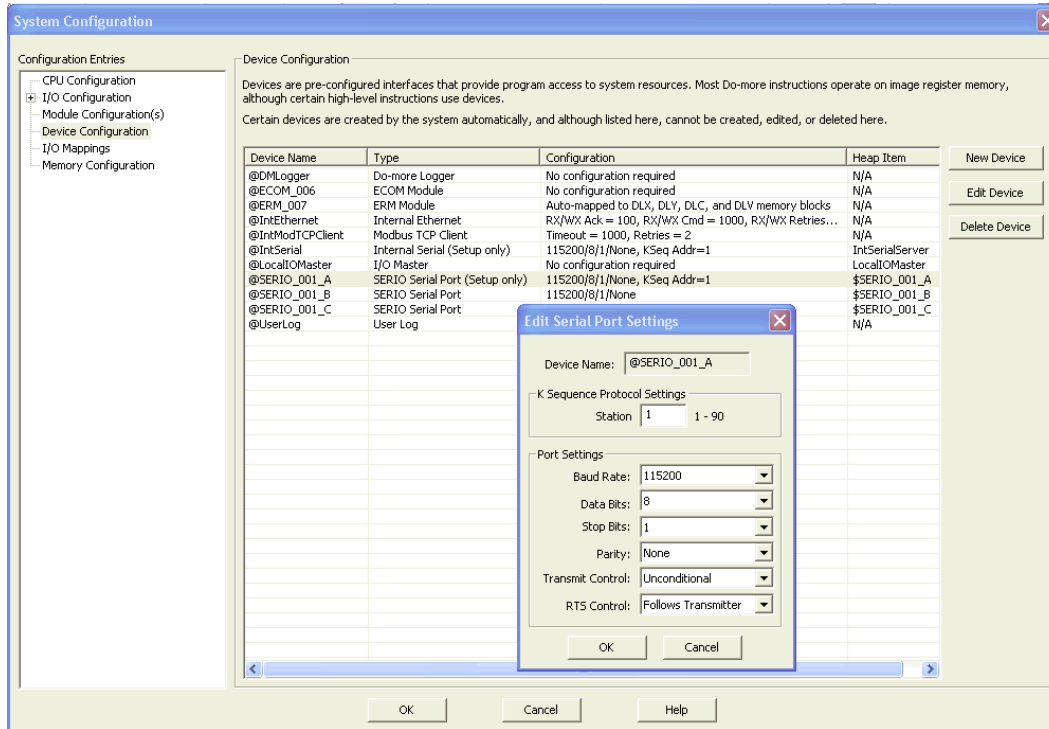 System Configuration
Configuration Entries
CPU Configuration
I/O Configuration
Module Configuration(s)
Device Configuration
I/O Mappings
Memory Configuration
Device Configuration
Devices are pre-configured interfaces that provide program access to system resources. Most Do-more instructions operate on image register memory,
although certain high-level instructions use devices.
Certain devices are created by the system automatically, and although listed here, cannot be created, edited, or deleted here.
Device Name Type Configuration Heap Item
@DMLogger Do-more Logger No configuration required N/A
@ECOM_006 ECOM Module No configuration required N/A
@ERM_007 ERM Module Auto-mapped to DLX, DLY, DLC, and DLV memory blocks N/A
@IntEthernet Internal Ethernet RX/WX Ack = 100, RX/WX Cmd = 1000, RX/WX Retries... N/A
@IntModTCPClient Modbus TCP Client Timeout = 1000, Retries = 2 N/A
@IntSerial Internal Serial (Setup only) 115200/8/1/None, KSeq Addr=1 IntSerialServer
@LocalIOMaster I/O Master No configuration required LocalIOMaster
@SERIO_001_A SERIO Serial Port (Setup only) 115200/8/1/None, KSeq Addr=1 $SERIO_001_A
@SERIO_001_B SERIO Serial Port 115200/8/1/None $SERIO_001_B
@SERIO_001_C SERIO Serial Port $SERIO_001_C
@UserLog User Log N/A
New Device
Edit Device
Delete Device
Edit Serial Port Settings
Device Name: @SERIO_001_A
K Sequence Protocol Settings
Station 1 1 - 90
Port Settings
Baud Rate: 115200
Data Bits: 8
Stop Bits: 1
Parity: None
Transmit Control: Unconditional
RTS Control: Follows Transmitter
OK Cancel
OK Cancel Help